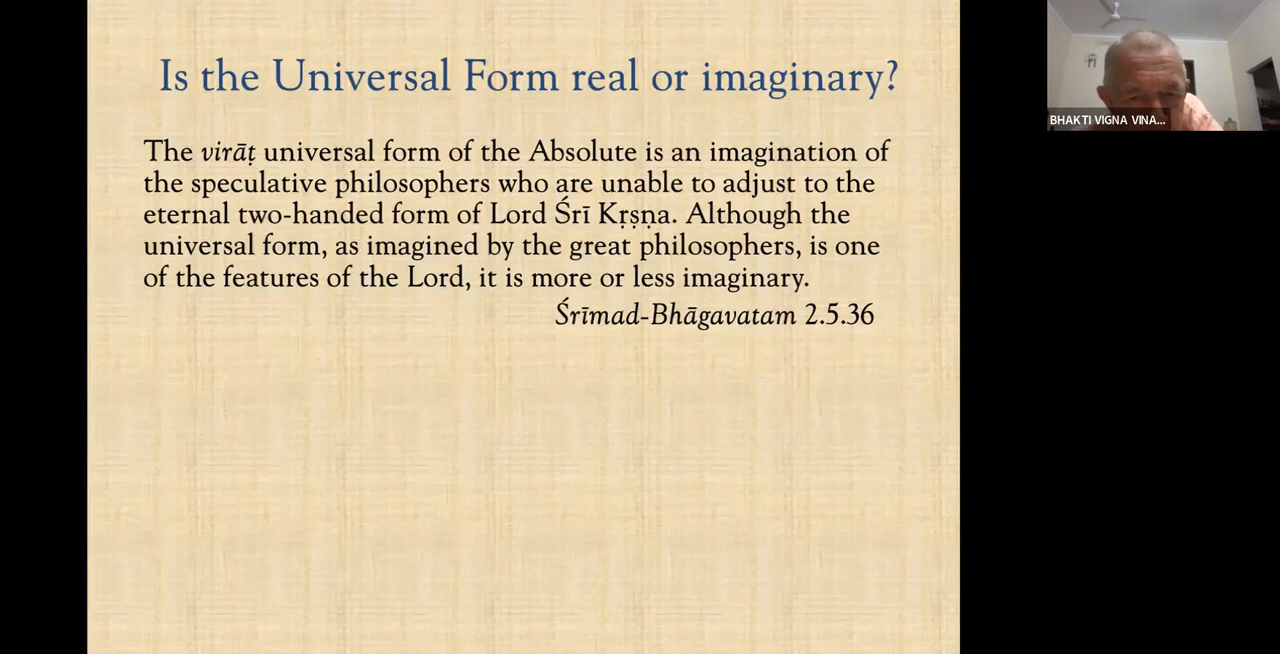 Is the Universal Form real or imaginary?
The virāṭ universal form of the Absolute is an imagination of
the speculative philosophers who are unable to adjust to the
eternal two-handed form of Lord Śrī Kṛṣṇa. Although the
universal form, as imagined by the great philosophers, is one
of the features of the Lord, it is more or less imaginary.
Śrīmad-Bhāgavatam 2.5.36
BHAKTI VIGNA VINA...